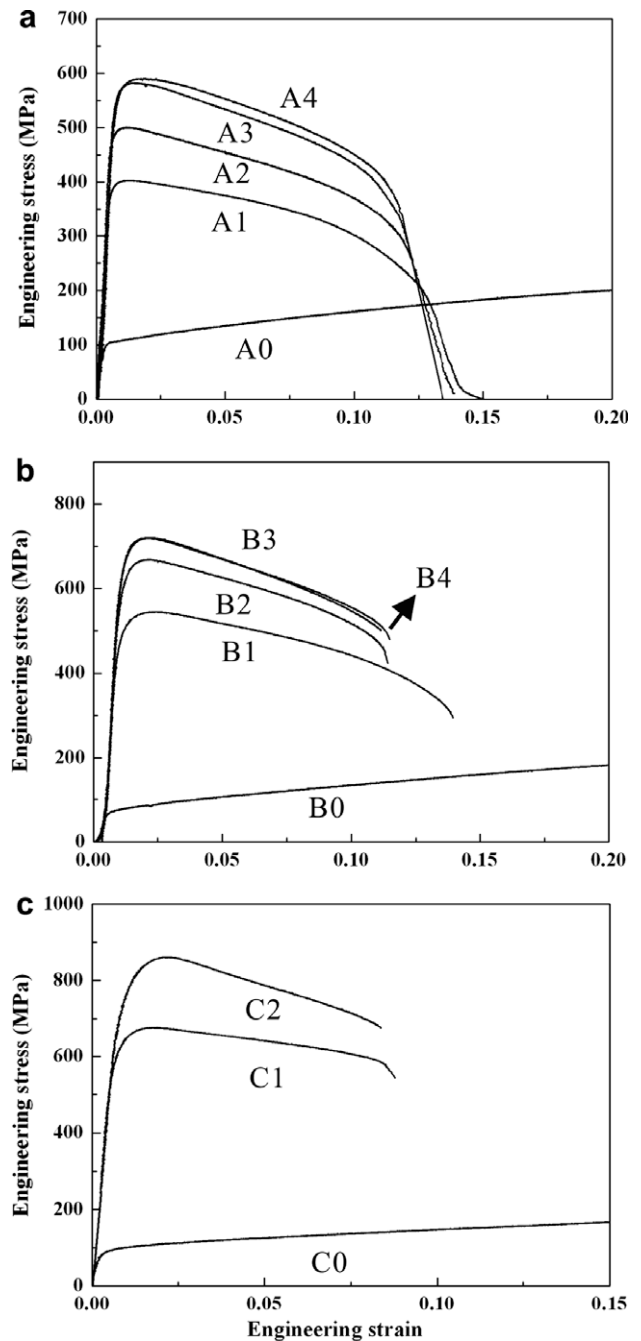 a
700
600
500
400
300
200
100
0
Engineering stress (MPa)
A4
A3
A2
A1
A0
0.00
0.05
0.10
0.15
0.20
b
800
600
400
200
0
Engineering stress (MPa)
B3
B4
B2
B1
B0
0.00
0.05
0.10
0.15
0.20
c
1000
800
600
400
200
0
Engineering stress (MPa)
C2
C1
C0
0.00
0.05
0.10
0.15
Engineering strain